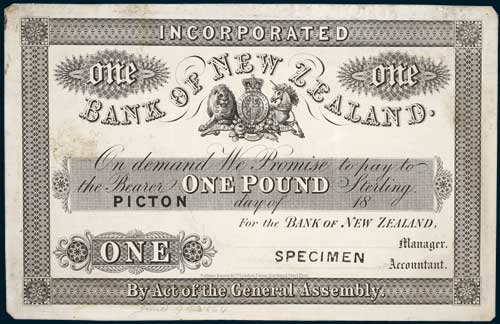 INCORPORATED
one one
BANK OF NEW ZEALAND.
On demand We Promise to pay to
the Bearer ONE POUND Sterling.
PICTON day of 18
For the BANK OF NEW ZEALAND,
Manager.
ONE SPECIMEN
Accountant.
By Act of the General Assembly.